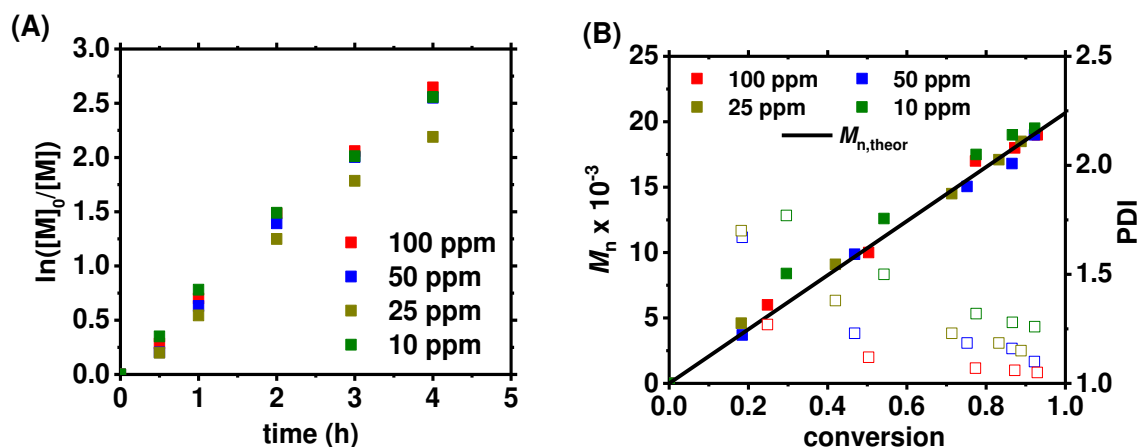 (A)
3.0
2.5
2.0
1.5
1.0
0.5
0.0
ln([M]0/[M])
100 ppm
50 ppm
25 ppm
10 ppm
0 1 2 3 4 5
time (h)
(B)
25
20
15
10
5
0
Mn x 10-3
100 ppm 50 ppm
25 ppm 10 ppm
Mn,theor
2.5
2.0
1.5
1.0
PDI
0.0 0.2 0.4 0.6 0.8 1.0
conversion